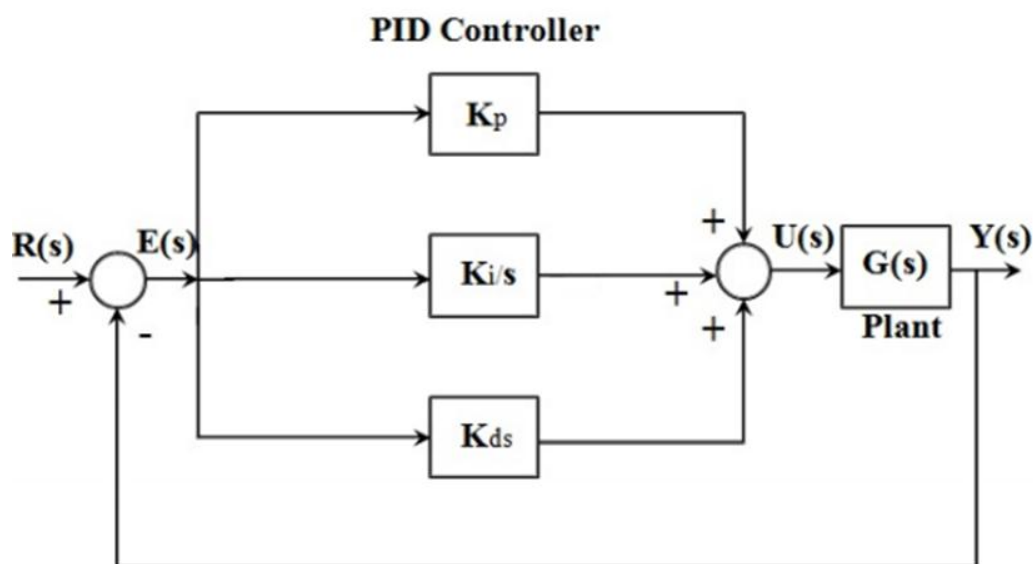 PID Controller
Kp
R(s)
E(s)
+
-
Ki/s
+
+
+
U(s)
G(s)
Y(s)
Plant
Kds